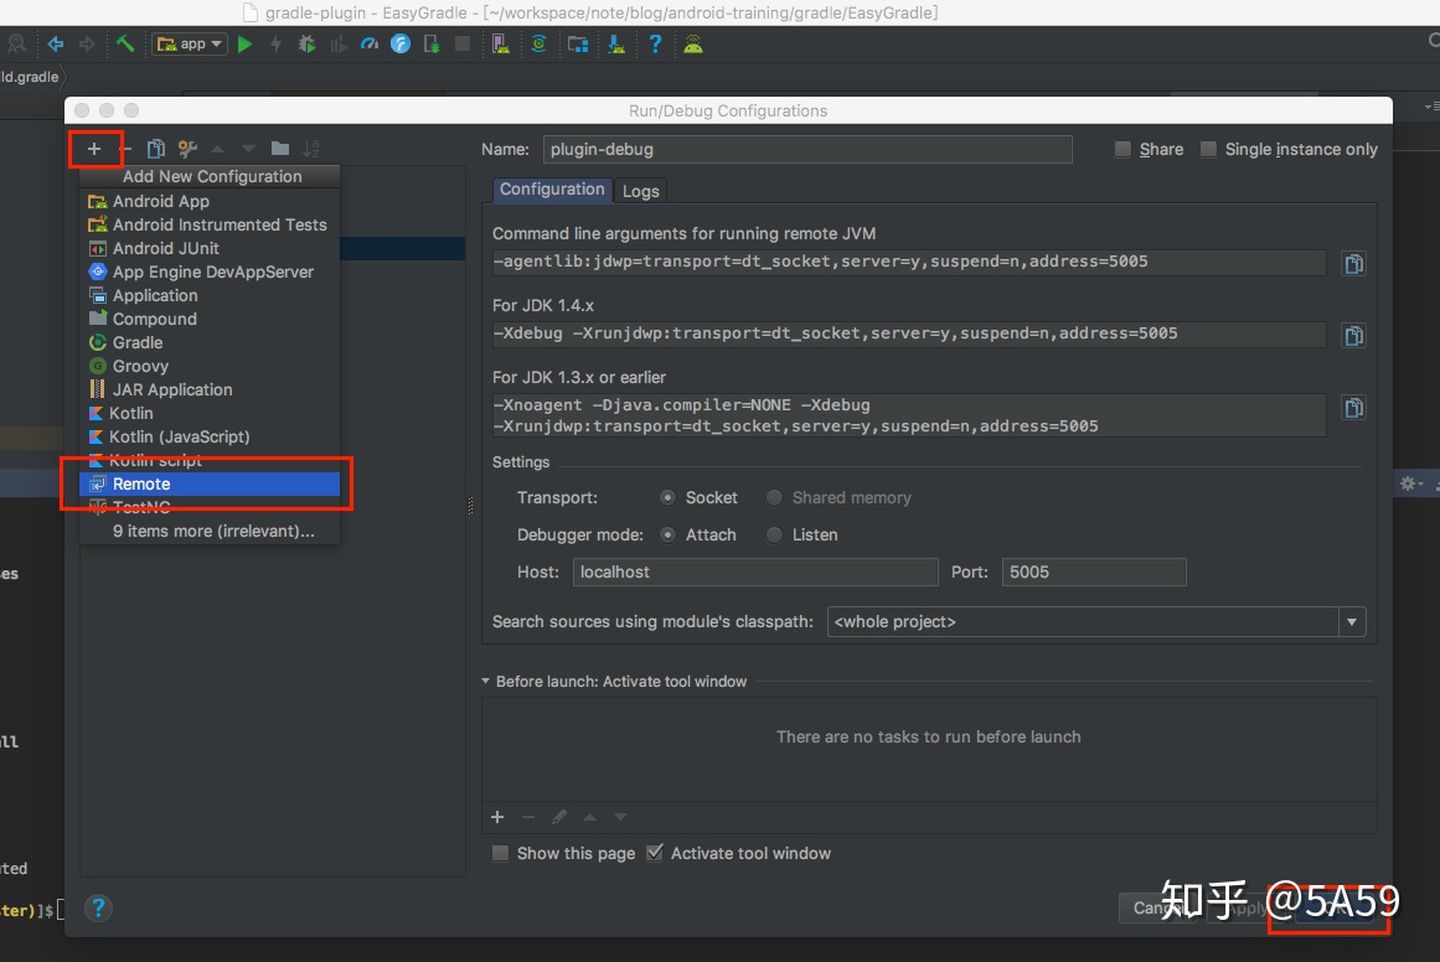 gradle-plugin - EasyGradle - [~/workspace/note/blog/android-training/gradle/EasyGradle]
app
ld.gradle
Run/Debug Configurations
Add New Configuration
Android App
Android Instrumented Tests
Android JUnit
App Engine DevAppServer
Application
Compound
Gradle
Groovy
JAR Application
Kotlin
Kotlin (JavaScript)
Kotlin script
Remote
TestNG
9 items more (irrelevant)...
Name: plugin-debug
Share
Single instance only
Configuration
Logs
Command line arguments for running remote JVM
-agentlib:jdwp=transport=dt_socket,server=y,suspend=n,address=5005
For JDK 1.4.x
-Xdebug -Xrunjdwp:transport=dt_socket,server=y,suspend=n,address=5005
For JDK 1.3.x or earlier
-Xnoagent -Djava.compiler=NONE -Xdebug
-Xrunjdwp:transport=dt_socket,server=y,suspend=n,address=5005
Settings
Transport: Socket Shared memory
Debugger mode: Attach Listen
Host: localhost Port: 5005
Search sources using module's classpath: <whole project>
Before launch: Activate tool window
There are no tasks to run before launch
Show this page Activate tool window
Cancel Apply
知乎 @5A59
es
ll
ted
ter)]$